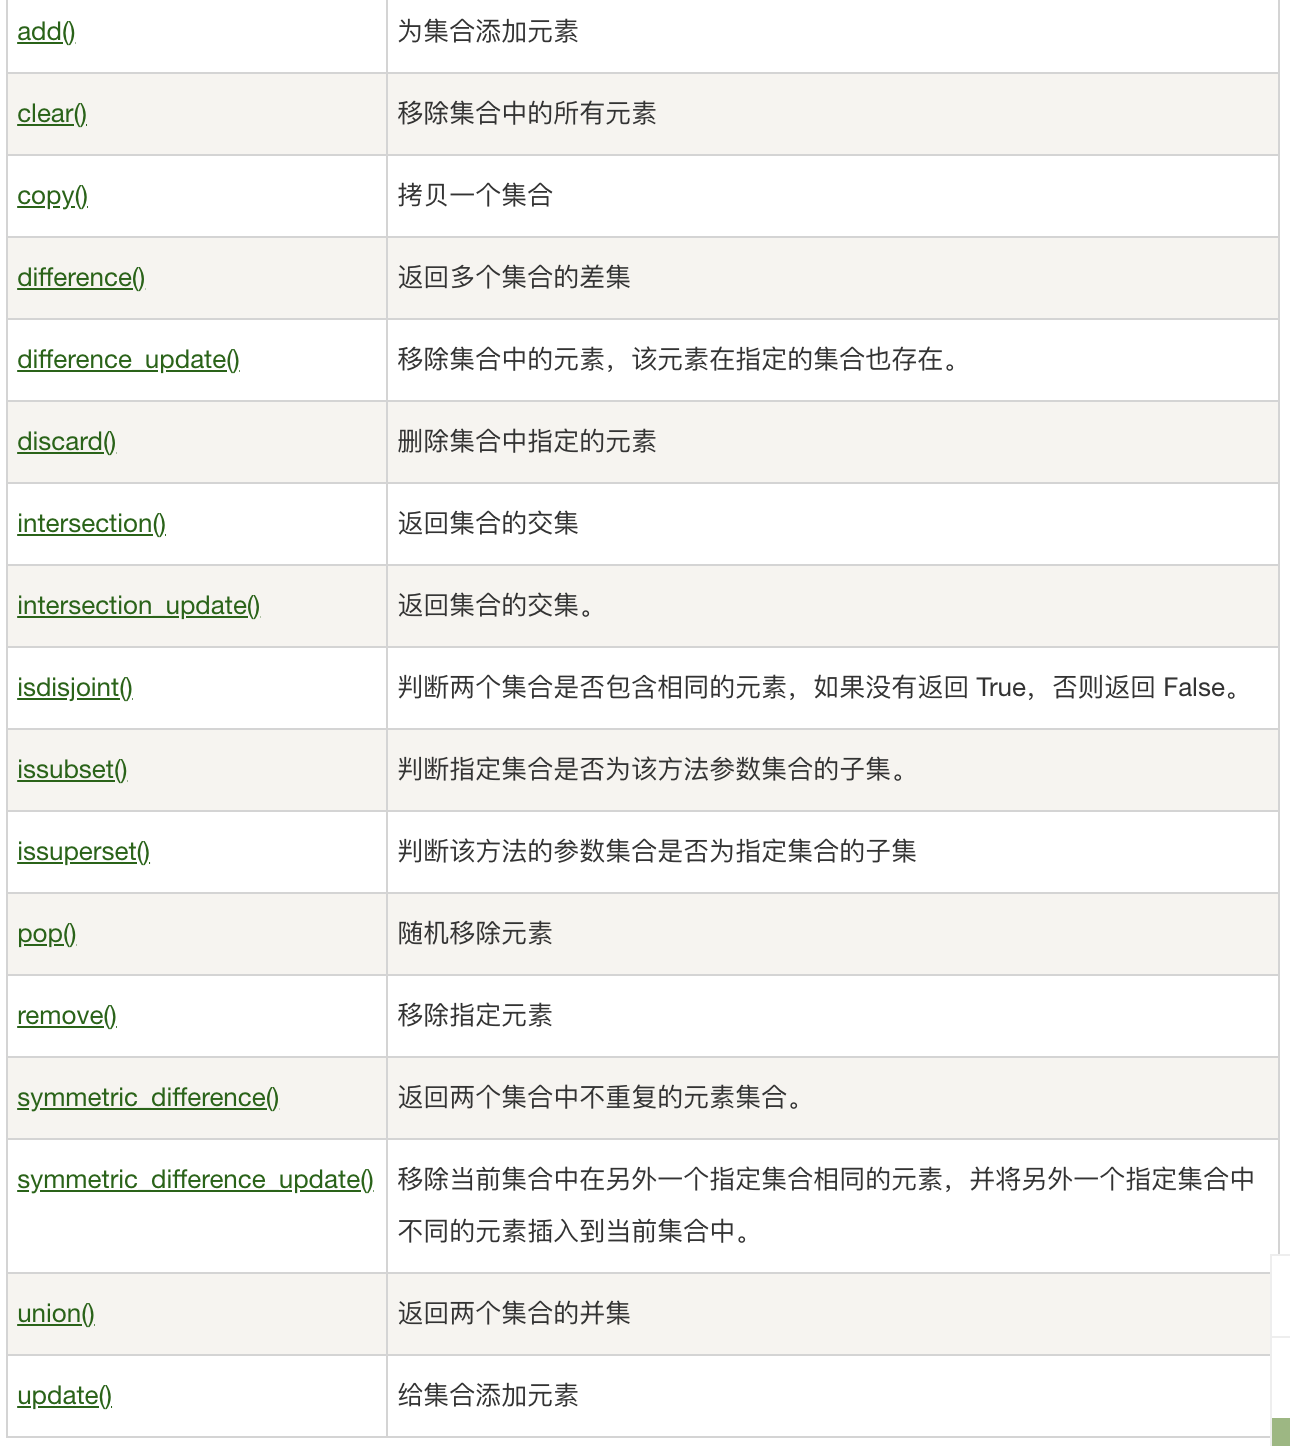 add() 为集合添加元素
clear() 移除集合中的所有元素
copy() 拷贝一个集合
difference() 返回多个集合的差集
difference_update() 移除集合中的元素，该元素在指定的集合也存在。
discard() 删除集合中指定的元素
intersection() 返回集合的交集
intersection_update() 返回集合的交集。
isdisjoint() 判断两个集合是否包含相同的元素，如果没有返回 True，否则返回 False。
issubset() 判断指定集合是否为该方法参数集合的子集。
issuperset() 判断该方法的参数集合是否为指定集合的子集
pop() 随机移除元素
remove() 移除指定元素
symmetric_difference() 返回两个集合中不重复的元素集合。
symmetric_difference_update() 移除当前集合中在另外一个指定集合相同的元素，并将另外一个指定集合中
不同的元素插入到当前集合中。
union() 返回两个集合的并集
update() 给集合添加元素